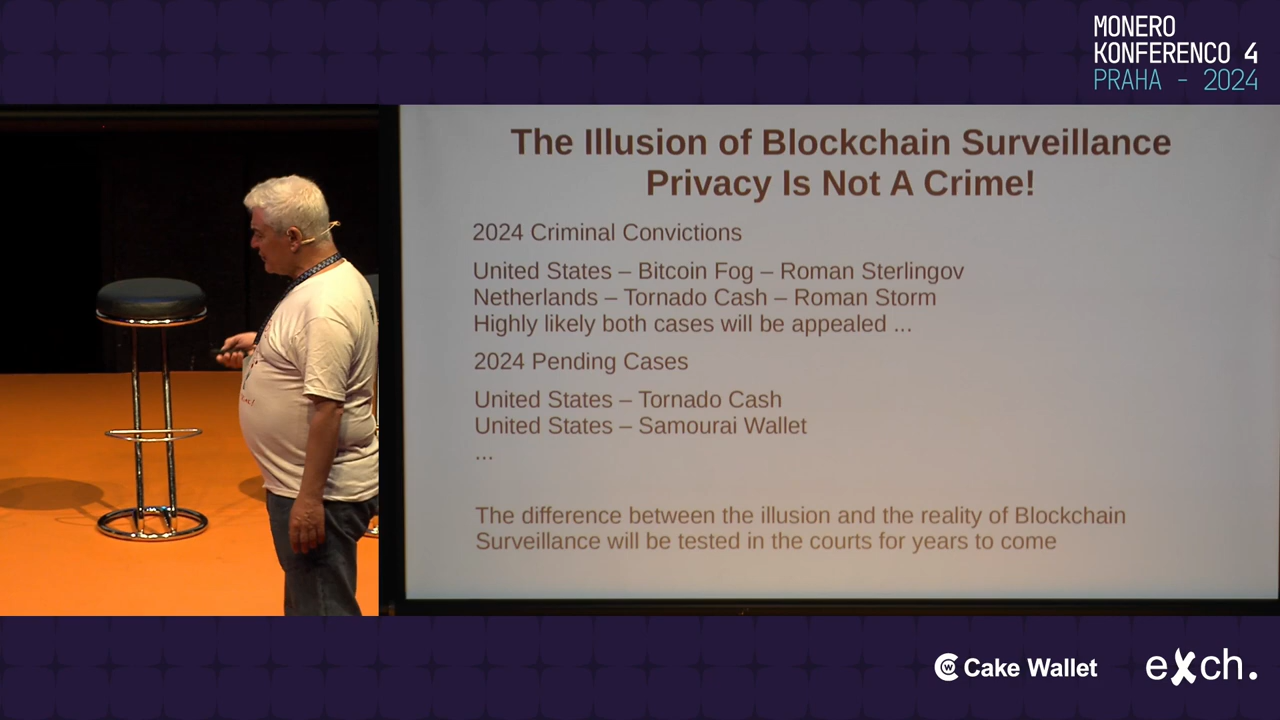 MONERO
KONFERENCO 4
PRAHA - 2024
The Illusion of Blockchain Surveillance
Privacy Is Not A Crime!
2024 Criminal Convictions
United States – Bitcoin Fog – Roman Sterlingov
Netherlands – Tornado Cash – Roman Storm
Highly likely both cases will be appealed ...
2024 Pending Cases
United States – Tornado Cash
United States – Samourai Wallet
...
The difference between the illusion and the reality of Blockchain
Surveillance will be tested in the courts for years to come
Cake Wallet
exch.